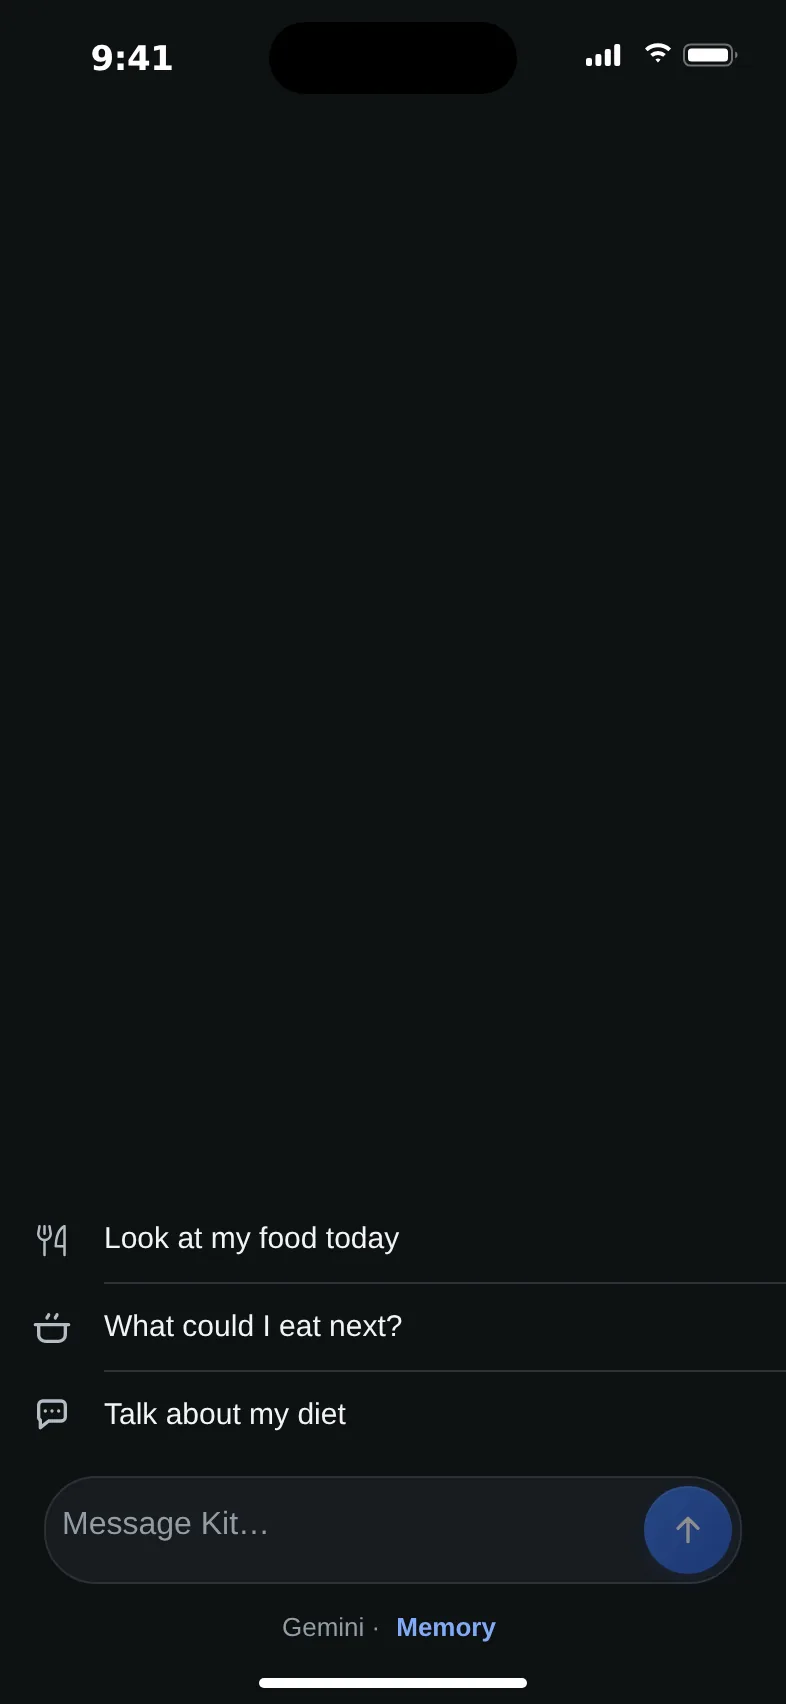 9:41
Look at my food today
What could I eat next?
Talk about my diet
Message Kit…
Gemini · Memory